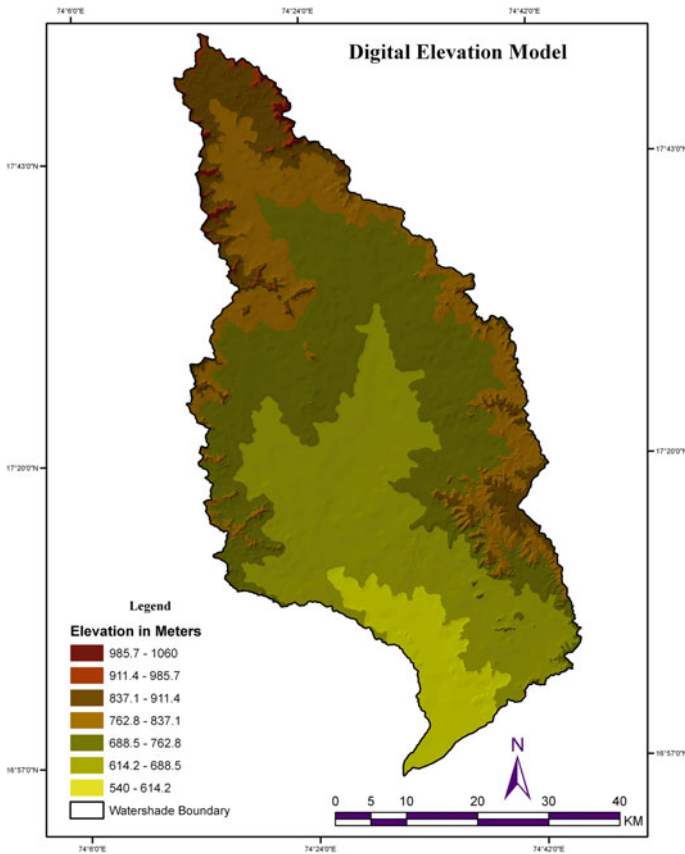 74°6'0"E 74°24'0"E 74°42'0"E
Digital Elevation Model
17°43'0"N 17°43'0"N
17°20'0"N 17°20'0"N
Legend
Elevation in Meters
985.7 - 1060
911.4 - 985.7
837.1 - 911.4
762.8 - 837.1
688.5 - 762.8
614.2 - 688.5
540 - 614.2
Watershade Boundary
N
16°57'0"N 16°57'0"N
0 5 10 20 30 40
KM
74°6'0"E 74°24'0"E 74°42'0"E